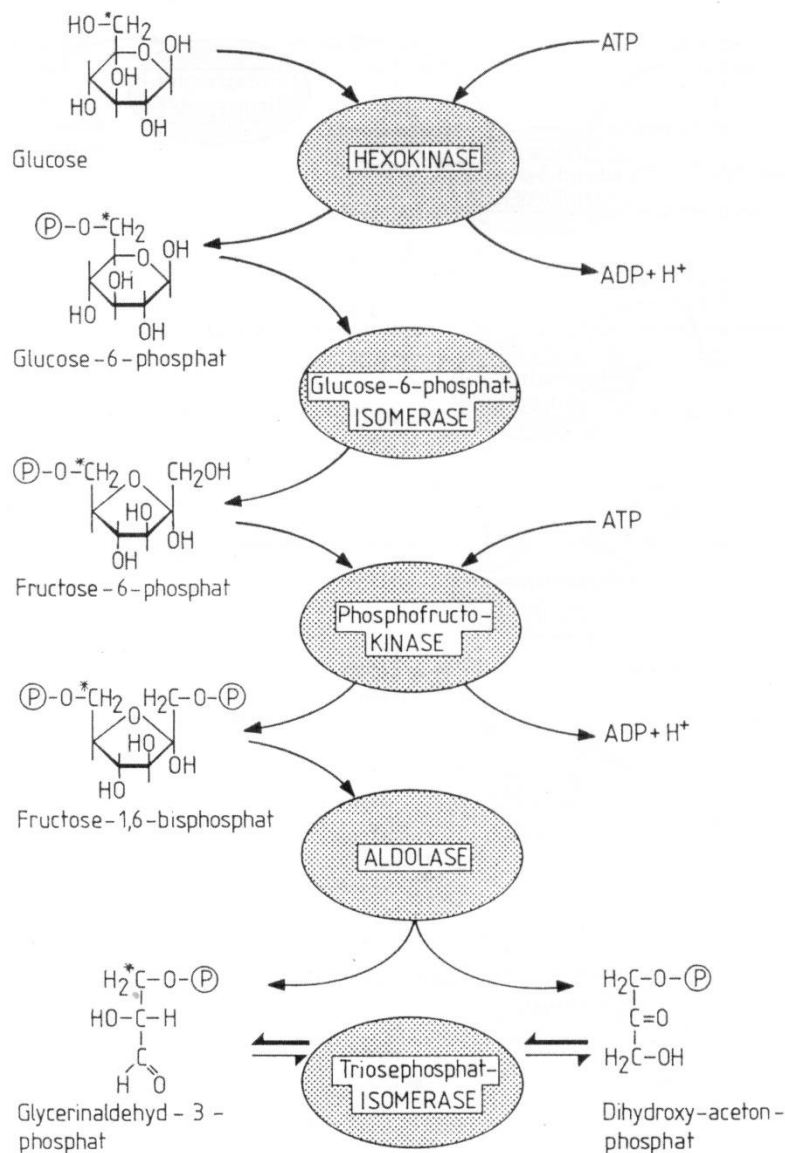 HO-*CH2
O OH
OH
HO
OH
Glucose
ATP
HEXOKINASE
ADP + H+
Ⓟ-O-*CH2
O OH
OH
HO
OH
Glucose-6-phosphat
Glucose-6-phosphat-
ISOMERASE
Ⓟ-O-*CH2 O CH2OH
HO
OH OH
Fructose-6-phosphat
ATP
Phosphofructo-
KINASE
ADP + H+
Ⓟ-O-*CH2 O H2C-O-Ⓟ
HO
HO OH
Fructose-1,6-bisphosphat
ALDOLASE
H2*C-O-Ⓟ
HO-C-H
C
H O
Glycerinaldehyd-3-
phosphat
Triosephosphat-
ISOMERASE
H2C-O-Ⓟ
C=O
H2C-OH
Dihydroxy-aceton-
phosphat